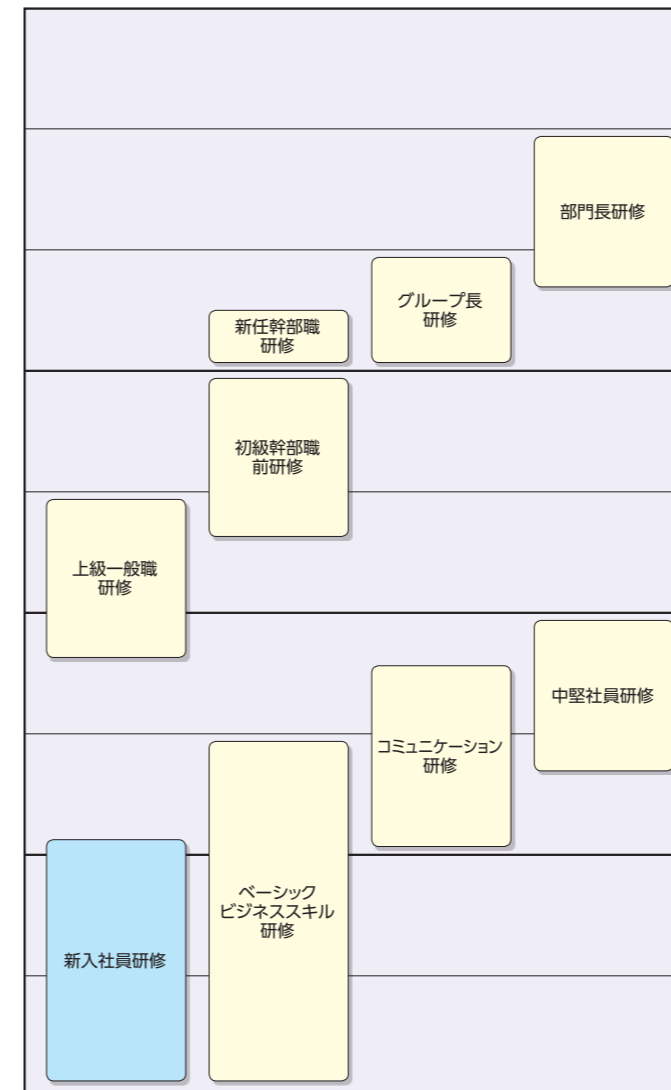 部門長研修
グループ長
研修
新任幹部職
研修
初級幹部職
前研修
上級一般職
研修
中堅社員研修
コミュニケーション
研修
ベーシック
ビジネススキル
研修
新入社員研修